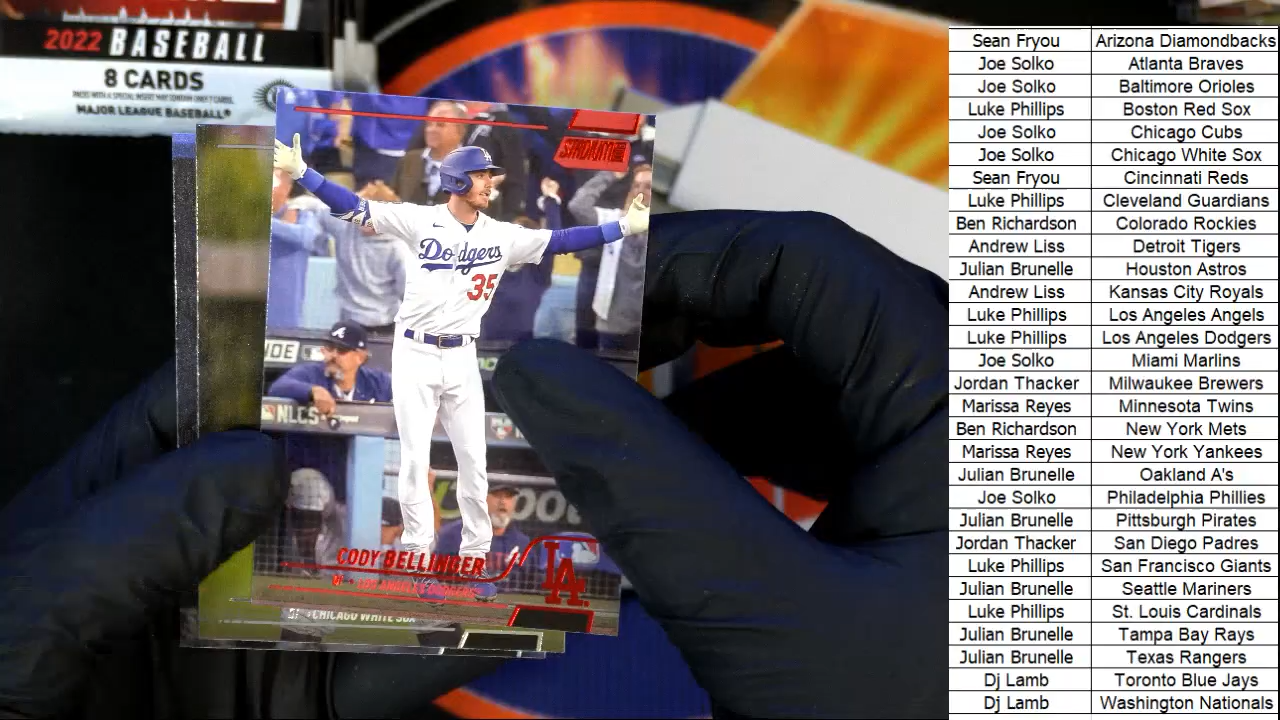 2022 BASEBALL
8 CARDS
MAJOR LEAGUE BASEBALL®
STADIUM
LA
Dodgers
35
A
NLCS
CODY BELLINGER
OF • LOS ANGELES DODGERS
LA
CHICAGO WHITE SOX
Sean Fryou Arizona Diamondbacks
Joe Solko Atlanta Braves
Joe Solko Baltimore Orioles
Luke Phillips Boston Red Sox
Joe Solko Chicago Cubs
Joe Solko Chicago White Sox
Sean Fryou Cincinnati Reds
Luke Phillips Cleveland Guardians
Ben Richardson Colorado Rockies
Andrew Liss Detroit Tigers
Julian Brunelle Houston Astros
Andrew Liss Kansas City Royals
Luke Phillips Los Angeles Angels
Luke Phillips Los Angeles Dodgers
Joe Solko Miami Marlins
Jordan Thacker Milwaukee Brewers
Marissa Reyes Minnesota Twins
Ben Richardson New York Mets
Marissa Reyes New York Yankees
Julian Brunelle Oakland A's
Joe Solko Philadelphia Phillies
Julian Brunelle Pittsburgh Pirates
Jordan Thacker San Diego Padres
Luke Phillips San Francisco Giants
Julian Brunelle Seattle Mariners
Luke Phillips St. Louis Cardinals
Julian Brunelle Tampa Bay Rays
Julian Brunelle Texas Rangers
Dj Lamb Toronto Blue Jays
Dj Lamb Washington Nationals